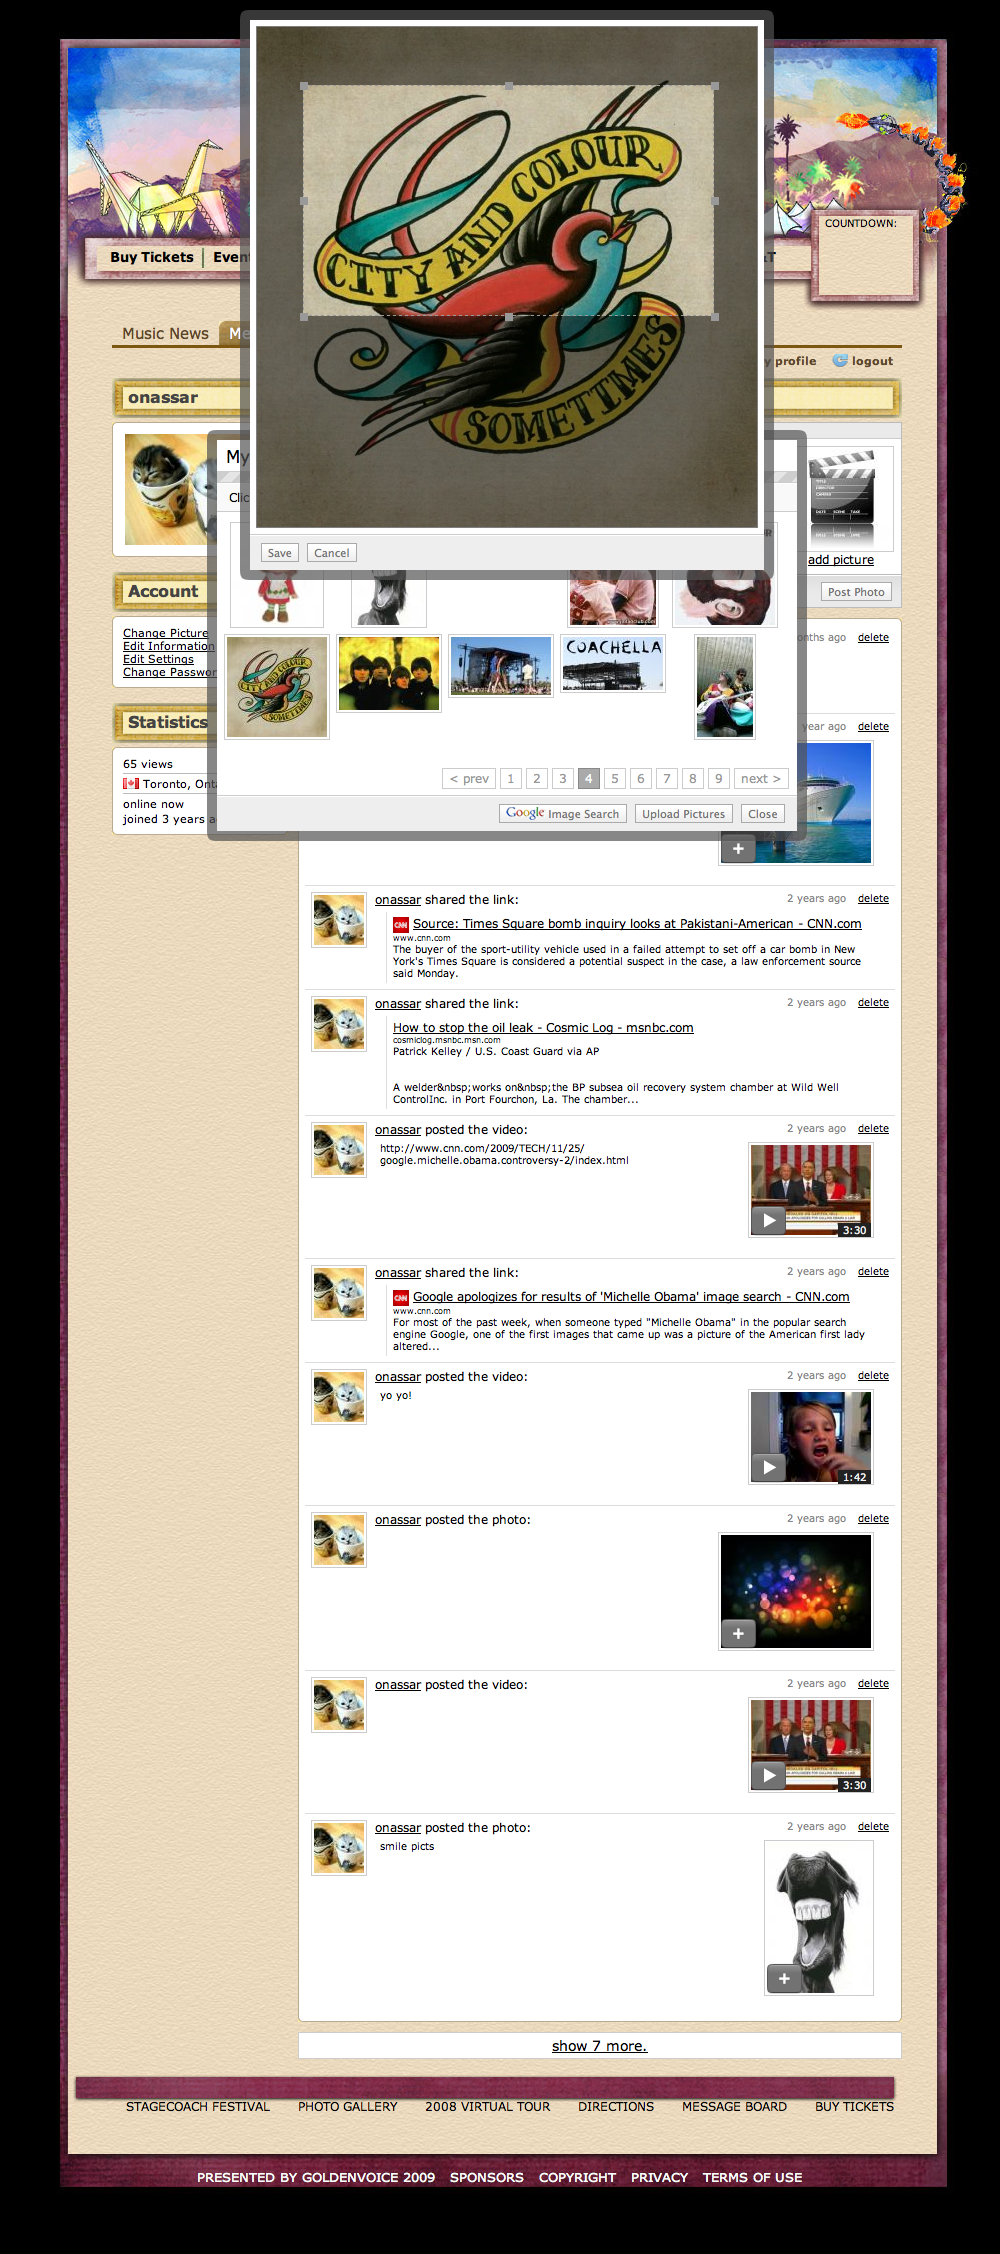 CITY AND COLOUR
SOMETIMES
COUNTDOWN:
Buy Tickets
Music News
logout
onassar
Save
Cancel
My
add picture
Post Photo
Account
Change Picture
Edit Information
Edit Settings
delete
CITY AND COLOUR
SOMETIMES
COACHELLA
Statistics
year ago
delete
65 views
Toronto,
online now
joined 3 years
< prev
1
2
3
4
5
6
7
8
9
next >
Google Image Search
Upload Pictures
Close
onassar shared the link:
2 years ago
delete
CNN
Source: Times Square bomb inquiry looks at Pakistani-American - CNN.com
www.cnn.com
The buyer of the sport-utility vehicle used in a failed attempt to set off a car bomb in New
York's Times Square is considered a potential suspect in the case, a law enforcement source
said Monday.
onassar shared the link:
2 years ago
delete
How to stop the oil leak - Cosmic Log - msnbc.com
cosmiclog.msnbc.msn.com
Patrick Kelley / U.S. Coast Guard via AP
A welder&nbsp;works on&nbsp;the BP subsea oil recovery system chamber at Wild Well
ControlInc. in Port Fourchon, La. The chamber...
onassar posted the video:
2 years ago
delete
http://www.cnn.com/2009/TECH/11/25/
google.michelle.obama.controversy-2/index.html
3:30
onassar shared the link:
2 years ago
delete
CNN
Google apologizes for results of 'Michelle Obama' image search - CNN.com
www.cnn.com
For most of the past week, when someone typed "Michelle Obama" in the popular search
engine Google, one of the first images that came up was a picture of the American first lady
altered...
onassar posted the video:
2 years ago
delete
yo yo!
1:42
onassar posted the photo:
2 years ago
delete
onassar posted the video:
2 years ago
delete
3:30
onassar posted the photo:
2 years ago
delete
smile picts
show 7 more.
STAGECOACH FESTIVAL
PHOTO GALLERY
2008 VIRTUAL TOUR
DIRECTIONS
MESSAGE BOARD
BUY TICKETS
PRESENTED BY GOLDENVOICE 2009
SPONSORS
COPYRIGHT
PRIVACY
TERMS OF USE